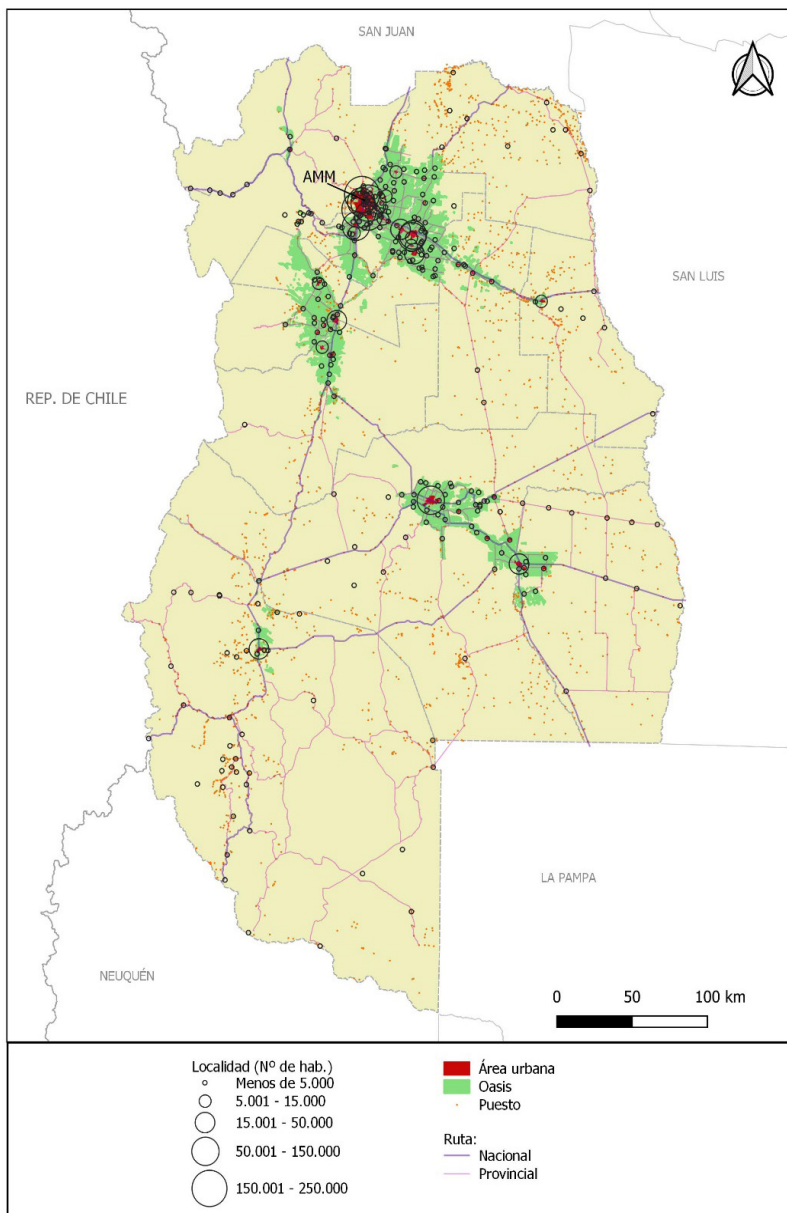 SAN JUAN
AMM
SAN LUIS
REP. DE CHILE
LA PAMPA
NEUQUÉN
0 50 100 km
Localidad (Nº de hab.)
Menos de 5.000
5.001 - 15.000
15.001 - 50.000
50.001 - 150.000
150.001 - 250.000
Área urbana
Oasis
Puesto
Ruta:
Nacional
Provincial